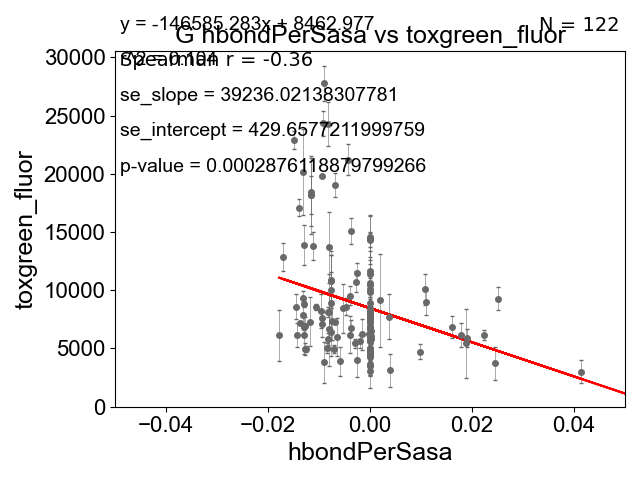 y = -146585.283x + 8462.977
N = 122
G hbondPerSasa vs toxgreen_fluor
Spearman r = -0.36
se_slope = 39236.02138307781
se_intercept = 429.6577211999759
p-value = 0.0002876118879799266
30000
25000
20000
15000
10000
5000
0
toxgreen_fluor
−0.04
−0.02
0.00
0.02
0.04
hbondPerSasa